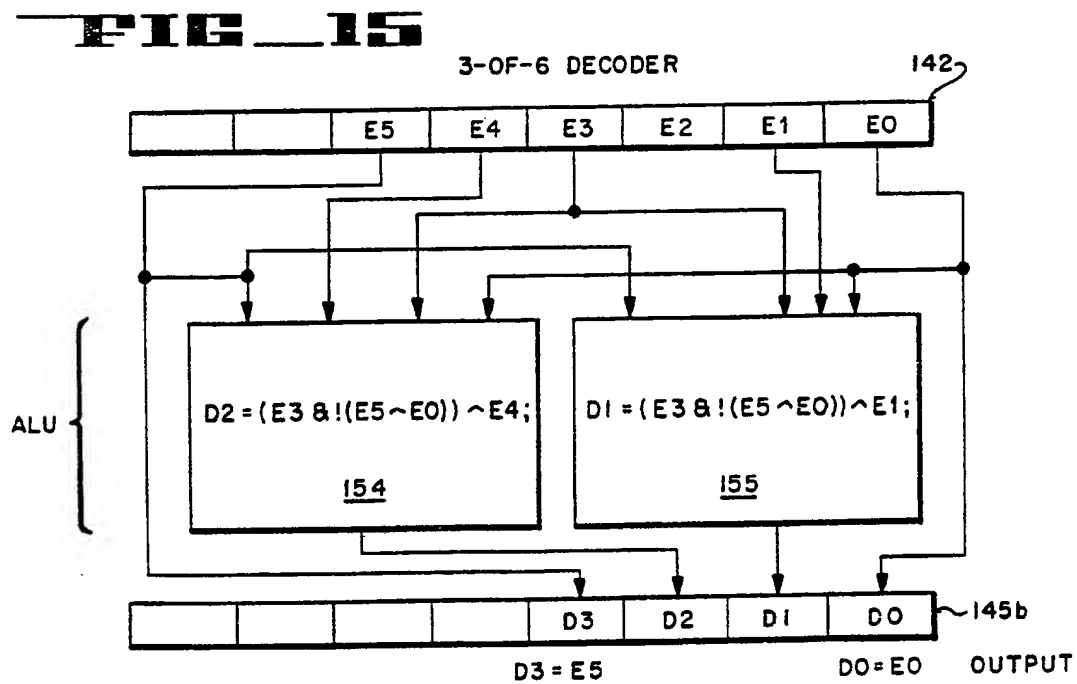 FIG_15
3-OF-6 DECODER
142
E5 E4 E3 E2 E1 E0
ALU
D2=(E3&!(E5^E0))^E4;
154
D1=(E3&!(E5^E0))^E1;
155
D3 D2 D1 D0
145b
D3=E5 D0=E0 OUTPUT